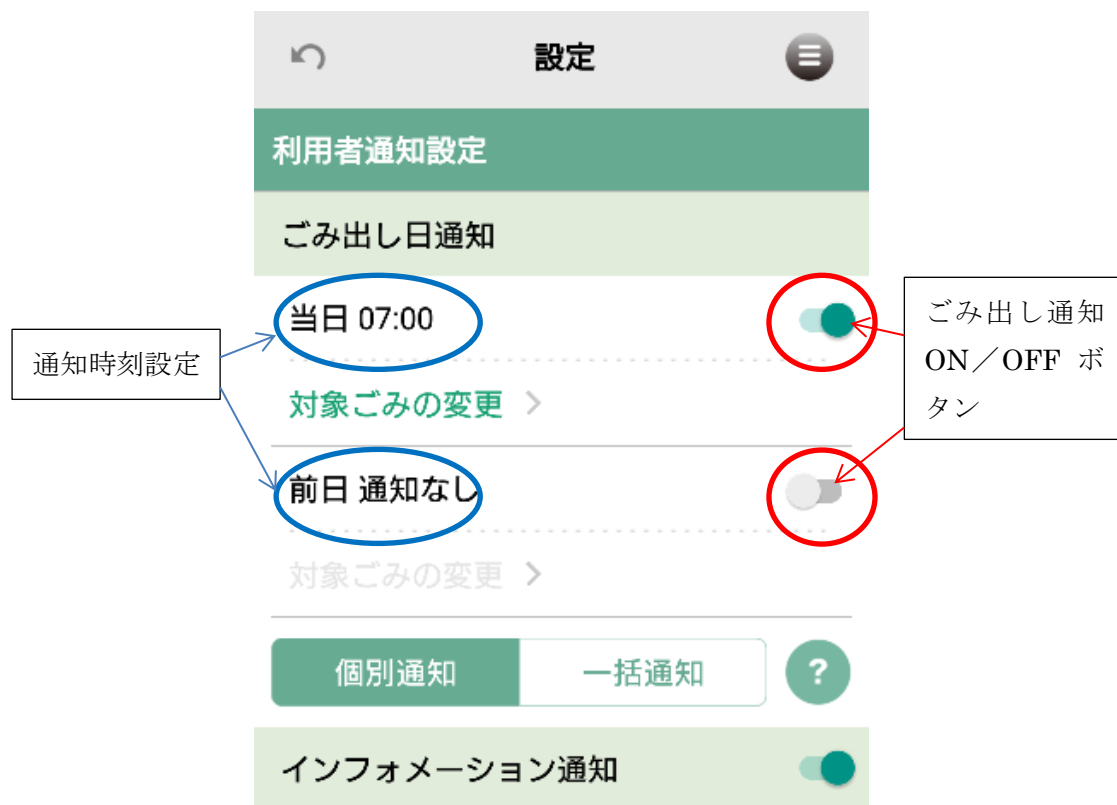 設定
利用者通知設定
ごみ出し日通知
当日 07:00
対象ごみの変更
前日 通知なし
対象ごみの変更
個別通知
一括通知
?
インフォメーション通知
通知時刻設定
ごみ出し通知
ON／OFF ボ
タン